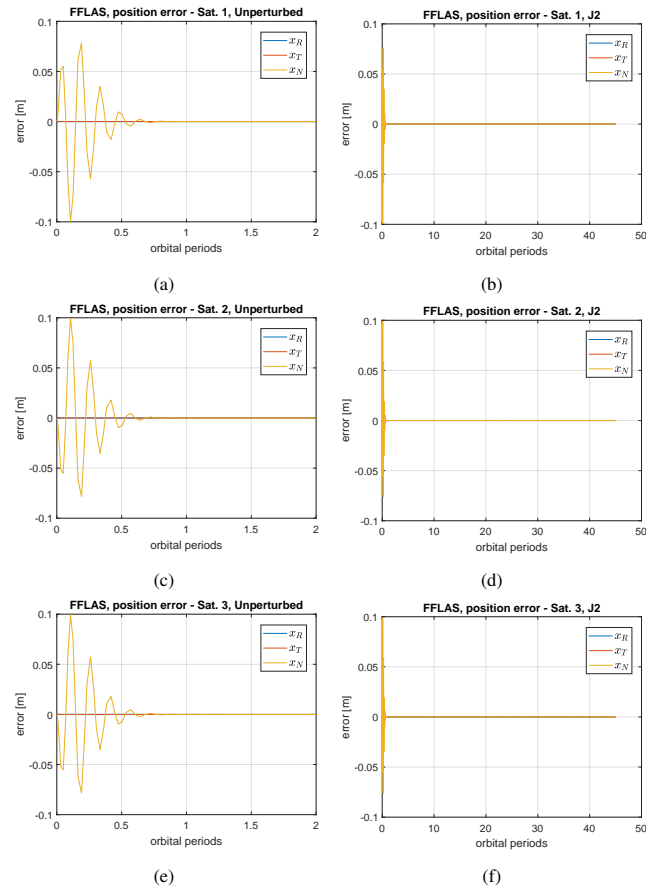 FFLAS, position error - Sat. 1, Unperturbed
0.1
0.05
0
-0.05
-0.1
error [m]
x_R
x_T
x_N
0 0.5 1 1.5 2
orbital periods
(a)
FFLAS, position error - Sat. 1, J2
0.1
0.05
0
-0.05
-0.1
error [m]
x_R
x_T
x_N
0 10 20 30 40 50
orbital periods
(b)
FFLAS, position error - Sat. 2, Unperturbed
0.1
0.05
0
-0.05
-0.1
error [m]
x_R
x_T
x_N
0 0.5 1 1.5 2
orbital periods
(c)
FFLAS, position error - Sat. 2, J2
0.1
0.05
0
-0.05
-0.1
error [m]
x_R
x_T
x_N
0 10 20 30 40 50
orbital periods
(d)
FFLAS, position error - Sat. 3, Unperturbed
0.1
0.05
0
-0.05
-0.1
error [m]
x_R
x_T
x_N
0 0.5 1 1.5 2
orbital periods
(e)
FFLAS, position error - Sat. 3, J2
0.1
0.05
0
-0.05
-0.1
error [m]
x_R
x_T
x_N
0 10 20 30 40 50
orbital periods
(f)